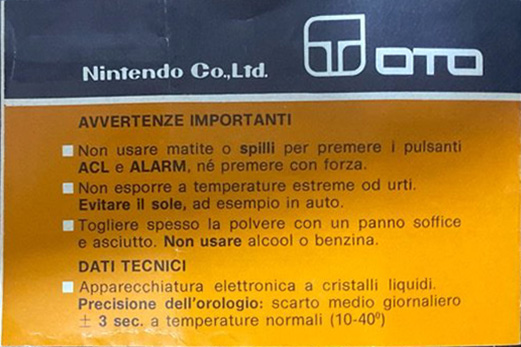 Nintendo Co.,Ltd.
OTO
AVVERTENZE IMPORTANTI
Non usare matite o spilli per premere i pulsanti
ACL e ALARM, né premere con forza.
Non esporre a temperature estreme od urti.
Evitare il sole, ad esempio in auto.
Togliere spesso la polvere con un panno soffice
e asciutto. Non usare alcool o benzina.
DATI TECNICI
Apparecchiatura elettronica a cristalli liquidi.
Precisione dell'orologio: scarto medio giornaliero
± 3 sec. a temperature normali (10-40⁰)